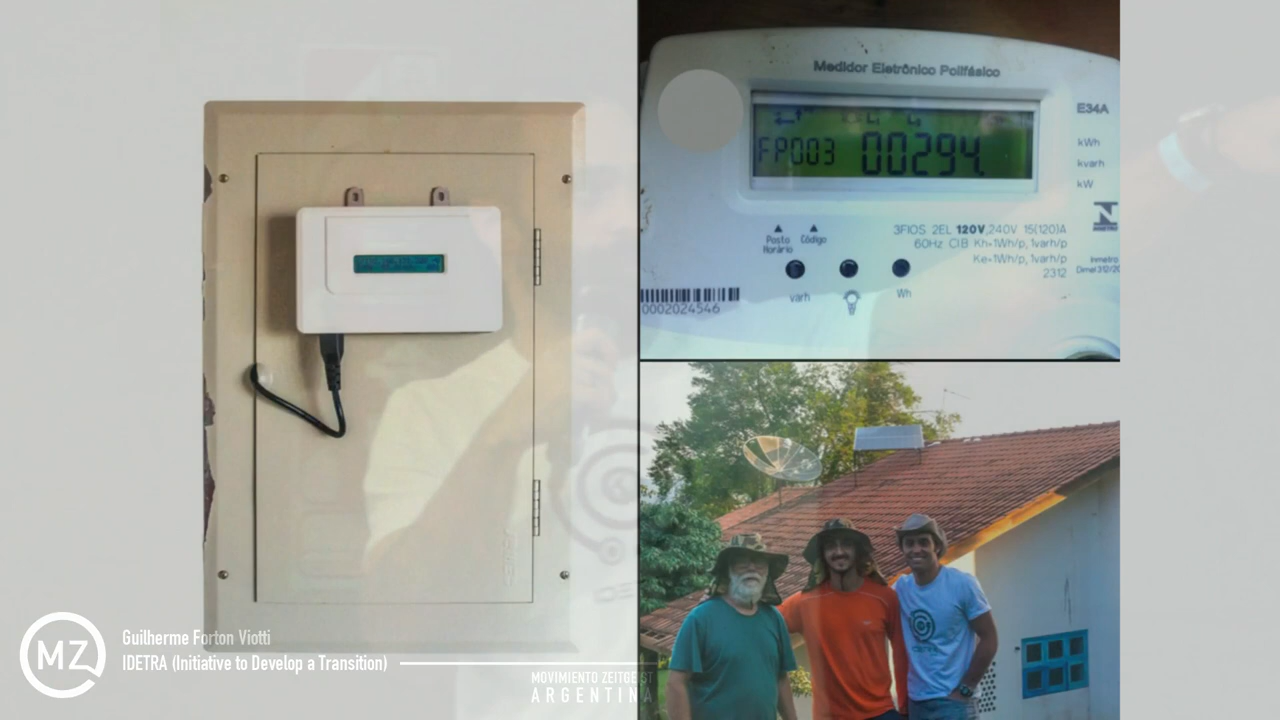 Medidor Eletrônico Polifásico
E34A
FP003 00294
kWh
kvarh
kW
N
Posto Horário
Código
3FIOS 2EL 120V,240V 15(120)A
60Hz Cl.B Kh=1Wh/p, 1varh/p
Ke=1Wh/p, 1varh/p
2312
Inmetro
varh
Wh
0002024546
MZ
Guilherme Forton Viotti
IDETRA (Initiative to Develop a Transition)
MOVIMIENTO ZEITGEIST
ARGENTINA